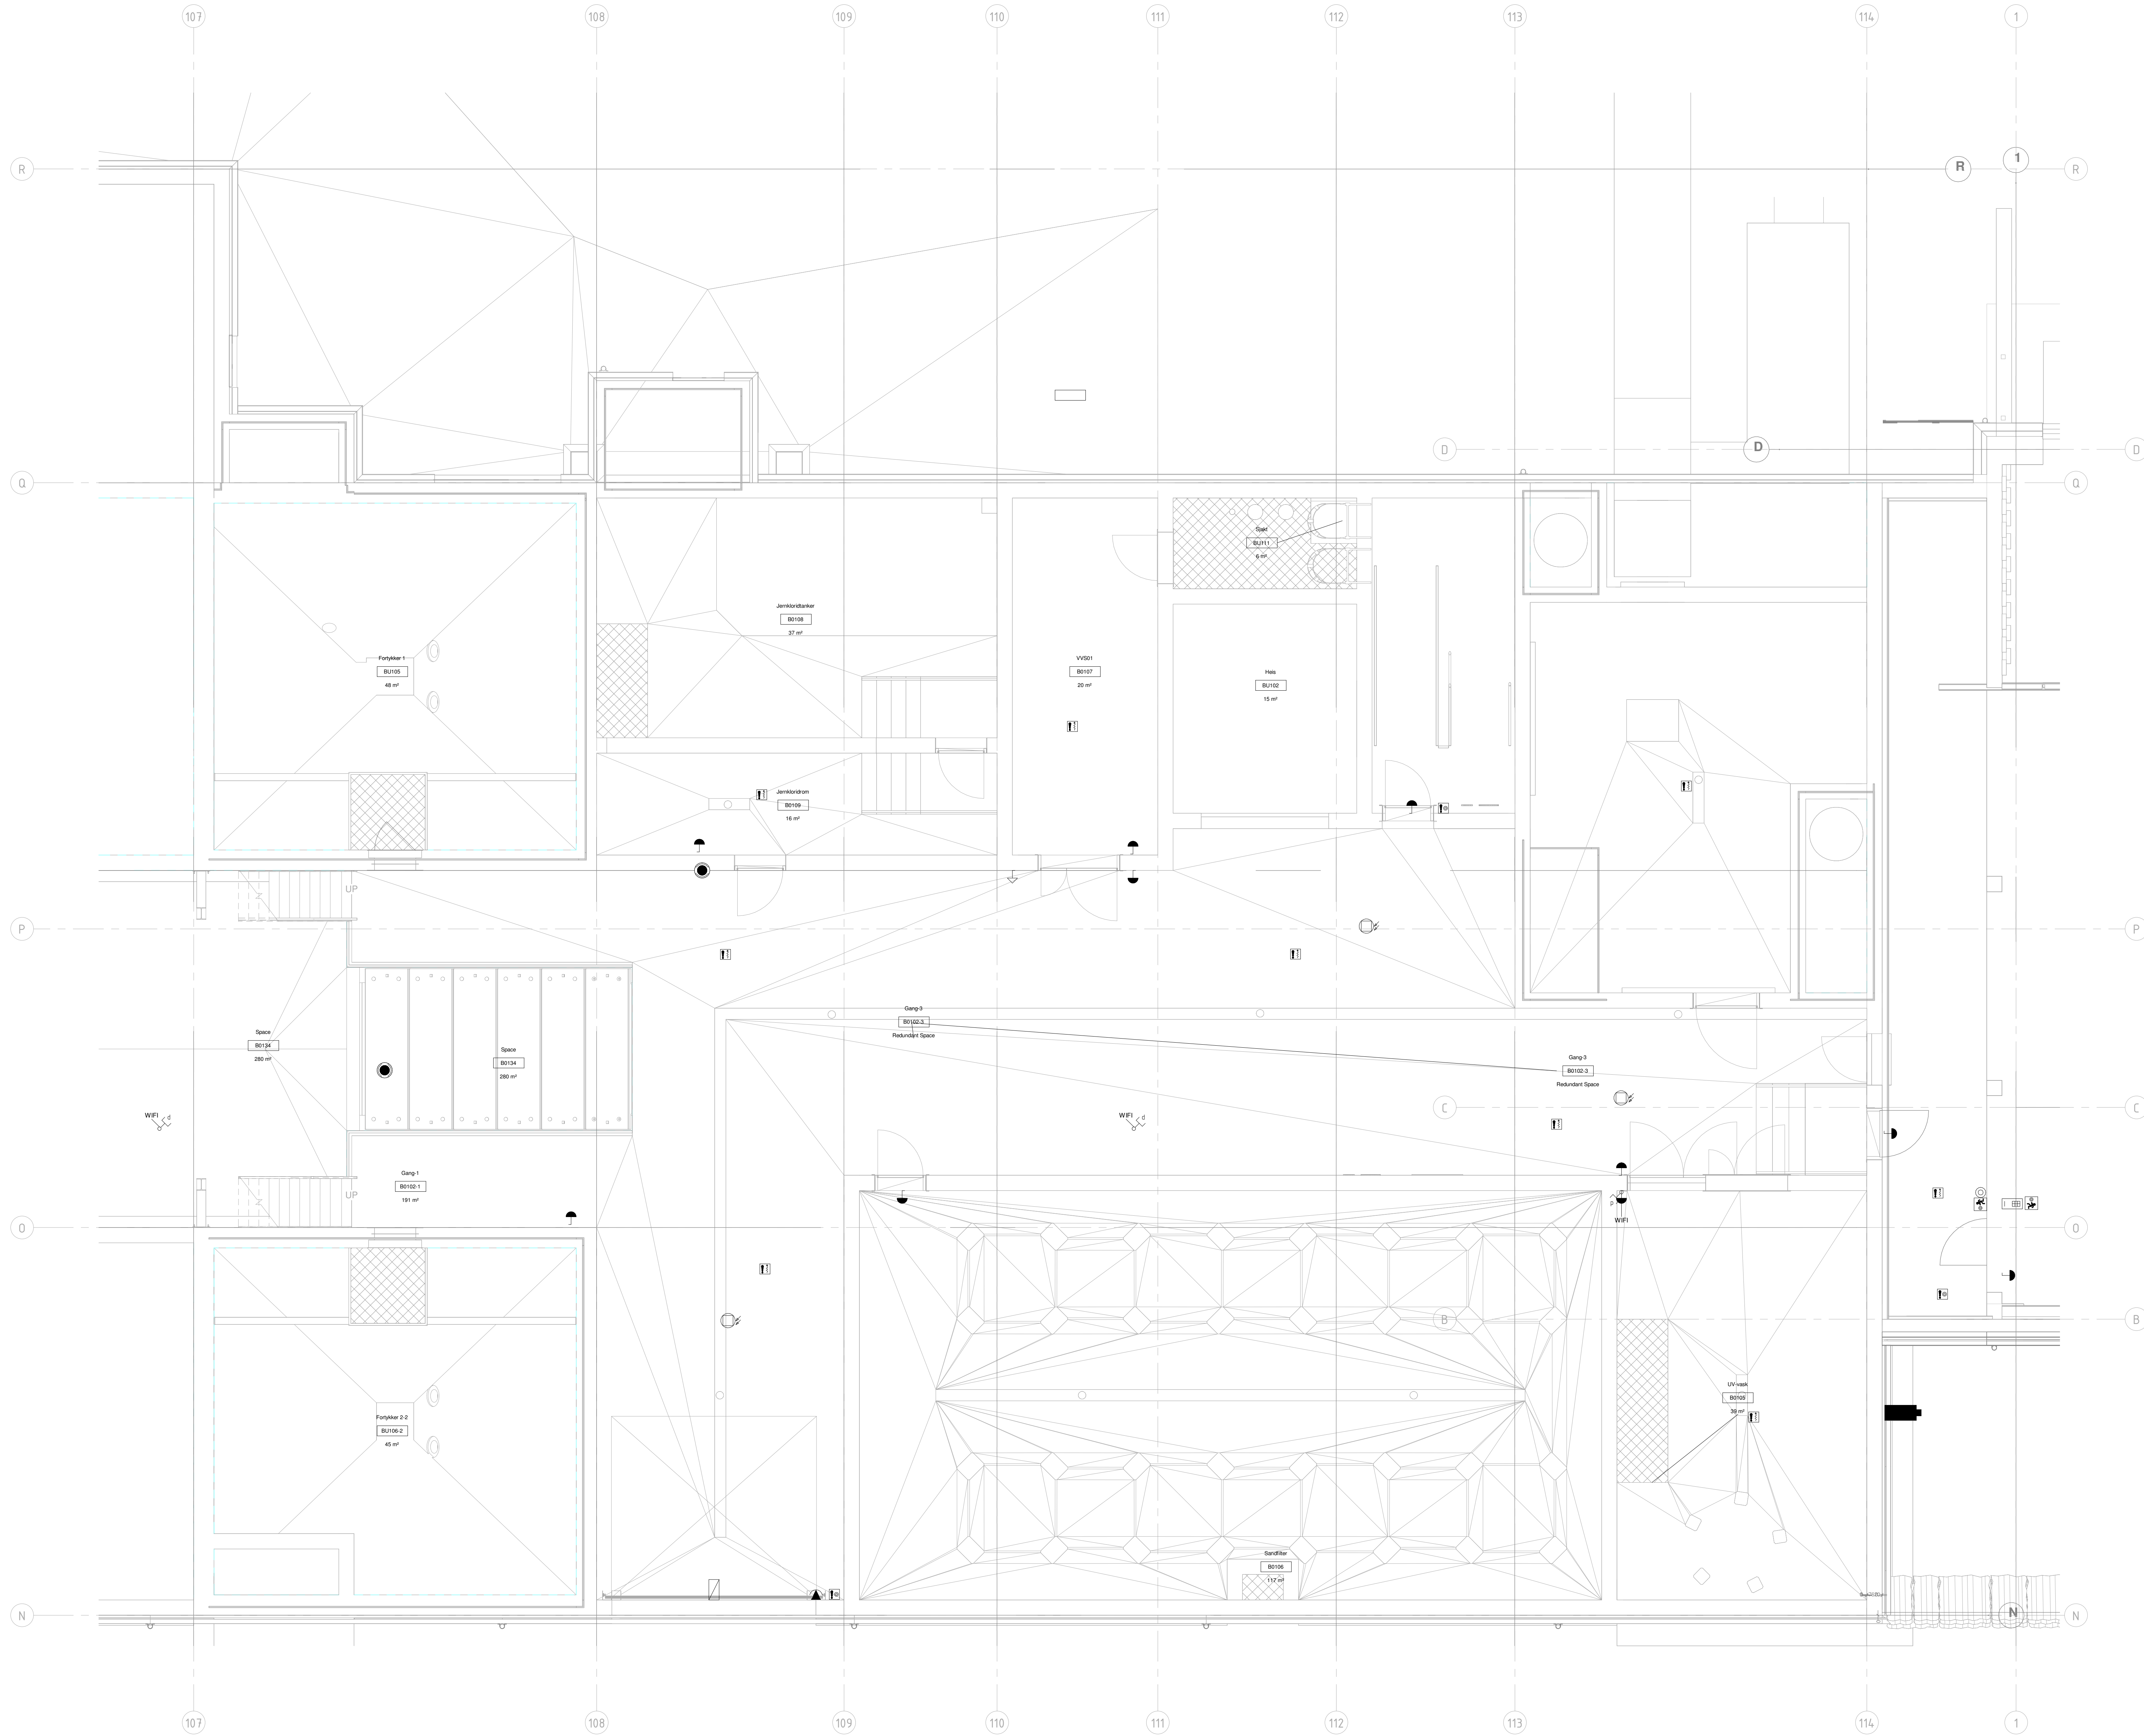 107 108 109 110 111 112 113 114 1
R R 1 R
D D D
Q Q
Sjakt
BU111
6 m²
Jernkloridtanker
B0108
37 m²
Fortykker 1
BU105
48 m²
VVS01
B0107
20 m²
Heis
BU102
15 m²
Jernkloridrom
B0109
16 m²
UP
P P
Gang-3
B0102-3
Redundant Space
Space
B0134
280 m²
Space
B0134
280 m²
Gang-3
B0102-3
Redundant Space
WIFI d
WIFI d
C C
Gang-1
B0102-1
191 m²
UP
P
WIFI
O O
B B
UV-vask
B0105
39 m²
Fortykker 2-2
BU106-2
45 m²
Sandfilter
B0106
117 m²
N N N
107 108 109 110 111 112 113 114 1